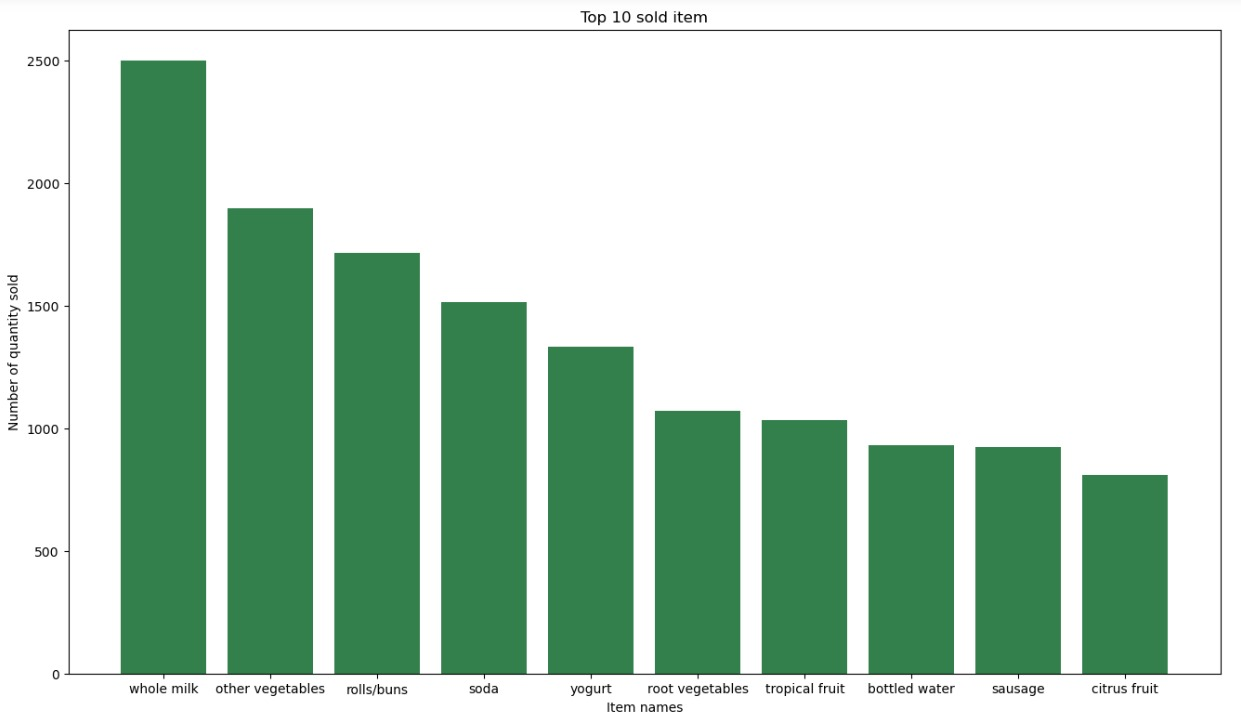 Top 10 sold item
2500
2000
1500
1000
500
0
Number of quantity sold
whole milk other vegetables rolls/buns soda yogurt root vegetables tropical fruit bottled water sausage citrus fruit
Item names